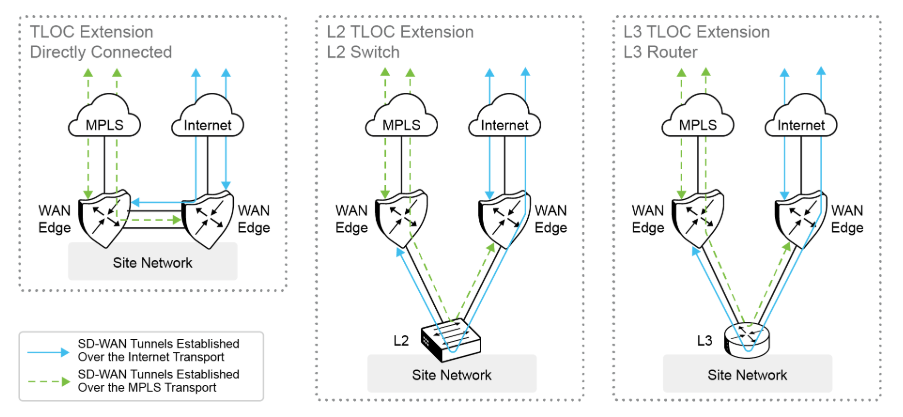 TLOC Extension
Directly Connected
MPLS
Internet
WAN
Edge
WAN
Edge
Site Network
L2 TLOC Extension
L2 Switch
MPLS
Internet
WAN
Edge
WAN
Edge
L2
Site Network
L3 TLOC Extension
L3 Router
MPLS
Internet
WAN
Edge
WAN
Edge
L3
Site Network
SD-WAN Tunnels Established
Over the Internet Transport
SD-WAN Tunnels Established
Over the MPLS Transport